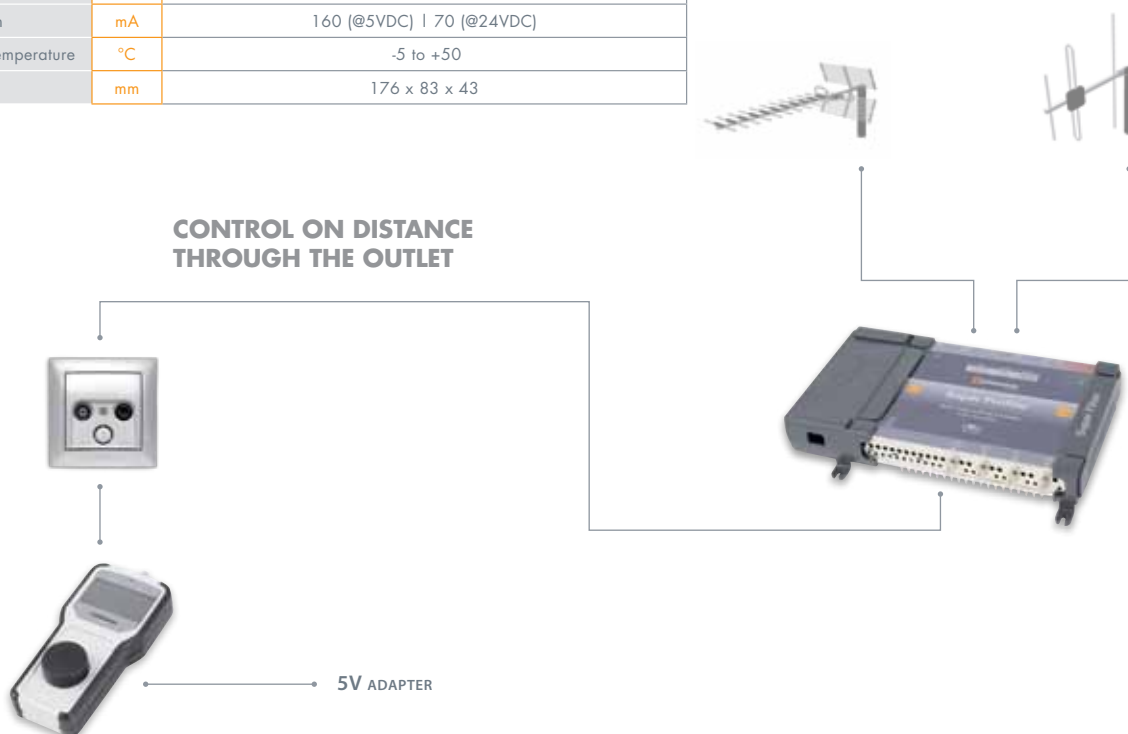 mA 160 (@5VDC) | 70 (@24VDC)
°C -5 to +50
mm 176 x 83 x 43
CONTROL ON DISTANCE
THROUGH THE OUTLET
5V ADAPTER